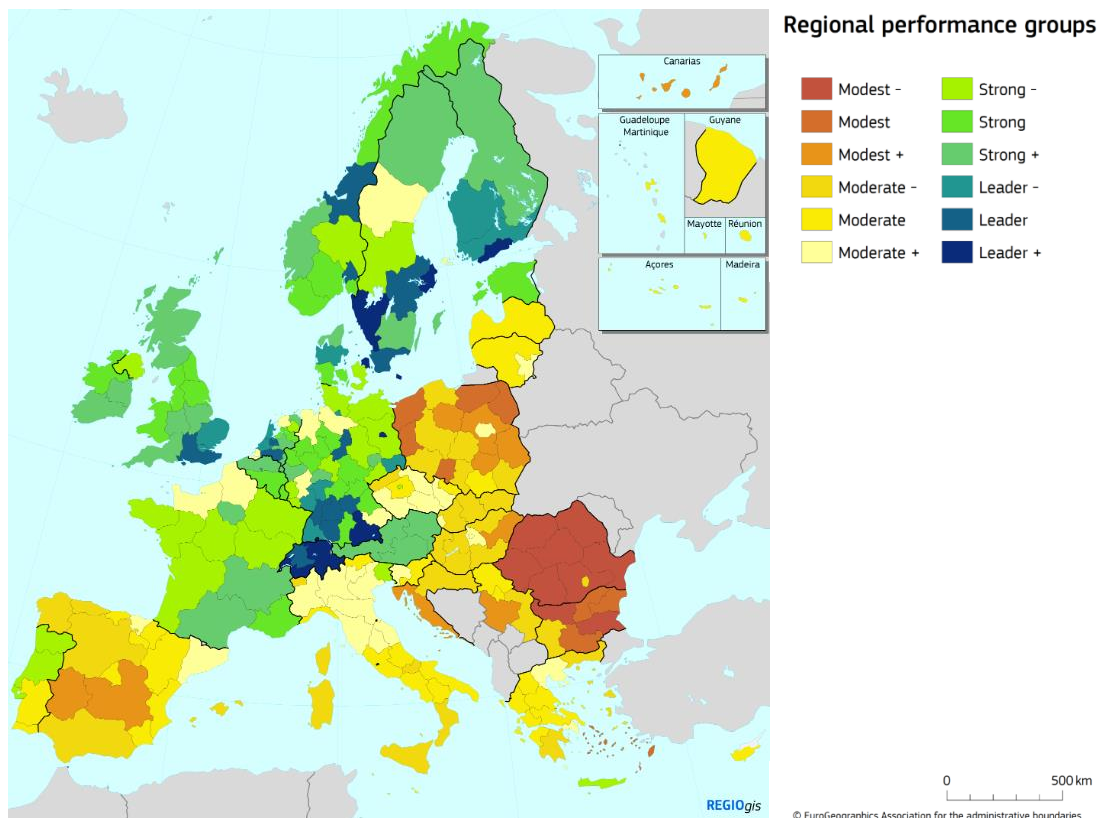 Regional performance groups
Modest -
Modest
Modest +
Moderate -
Moderate
Moderate +
Strong -
Strong
Strong +
Leader -
Leader
Leader +
Canarias
Guadeloupe
Martinique
Guyane
Mayotte
Réunion
Açores
Madeira
0
500 km
REGIOgis
© EuroGeographics Association for the administrative boundaries